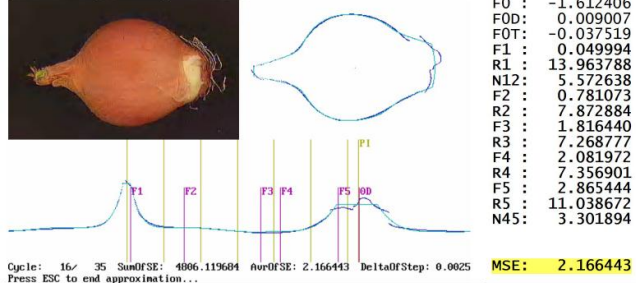 F0 : -1.612406
F0D: 0.009007
F0T: -0.037519
F1 : 0.049994
R1 : 13.963788
N12: 5.572638
F2 : 0.781073
R2 : 7.872884
F3 : 1.816440
R3 : 7.268777
F4 : 2.081972
R4 : 7.356901
F5 : 2.865444
R5 : 11.038672
N45: 3.301894
PI
F1 F2 F3 F4 F5 0D
Cycle: 16/ 35 SumOfSE: 4006.119684 AvrOfSE: 2.166443 DeltaOfStep: 0.0025
Press ESC to end approximation...
MSE: 2.166443